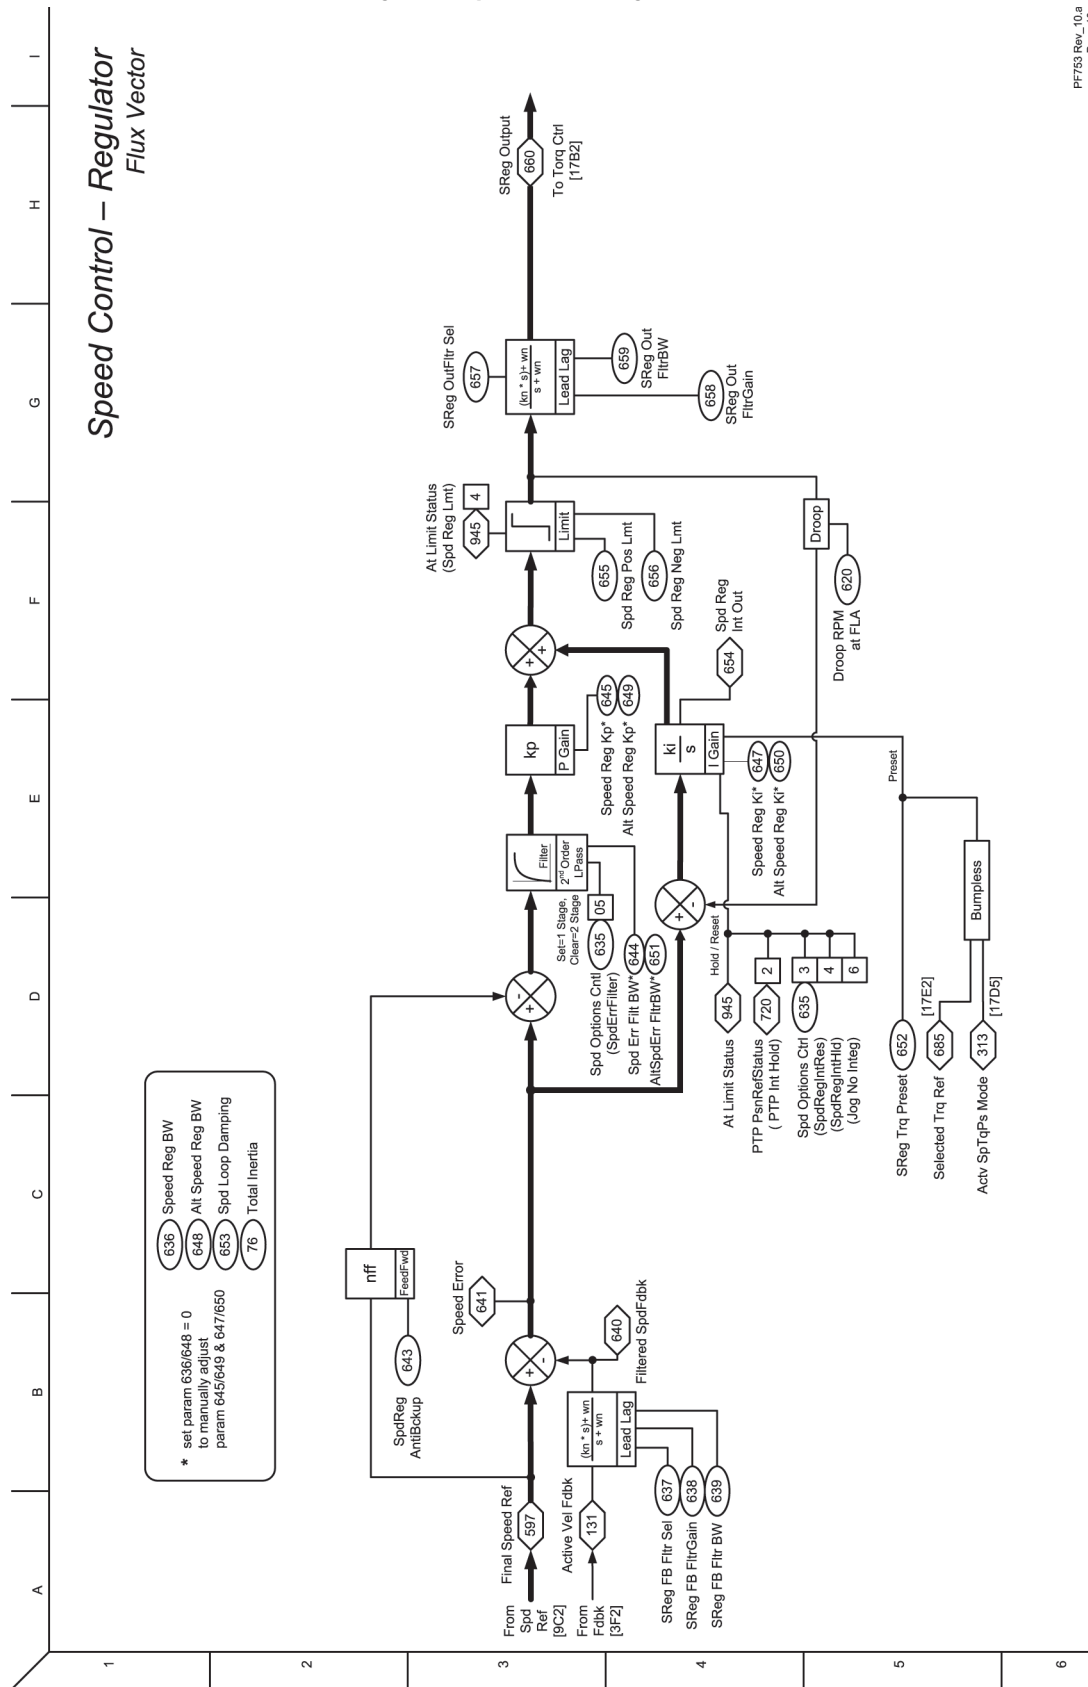 Speed Control – Regulator
Flux Vector
A
B
C
D
E
F
G
H
I
1
2
3
4
5
6
* set param 636/648 = 0
to manually adjust
param 645/649 & 647/650
636 Speed Reg BW
648 Alt Speed Reg BW
653 Spd Loop Damping
76 Total Inertia
nff
FeedFwd
643
SpdReg
AntiBckup
From
Spd
Ref
[9C2]
Final Speed Ref
597
+
-
Speed Error
641
From
Fdbk
[3F2]
Active Vel Fdbk
131
(kn * s)+ wn
s + wn
Lead Lag
640
Filtered SpdFdbk
SReg FB Fltr Sel
637
SReg FB FltrGain
638
SReg FB Fltr BW
639
+
-
Filter
2nd Order
LPass
Set=1 Stage,
Clear=2 Stage
635
05
Spd Options Cntl
(SpdErrFilter)
Spd Err Filt BW*
644
AltSpdErr FltrBW*
651
kp
P Gain
Speed Reg Kp*
645
Alt Speed Reg Kp*
649
+
+
At Limit Status
(Spd Reg Lmt)
945
4
Limit
655
Spd Reg Pos Lmt
656
Spd Reg Neg Lmt
SReg OutFltr Sel
657
(kn * s)+ wn
s + wn
Lead Lag
659
SReg Out
FltrBW
658
SReg Out
FltrGain
SReg Output
660
To Torq Ctrl
[17B2]
+
-
ki
s
I Gain
Speed Reg Ki*
647
Alt Speed Reg Ki*
650
654
Spd Reg
Int Out
Droop
620
Droop RPM
at FLA
Hold / Reset
At Limit Status
945
PTP PsnRefStatus
( PTP Int Hold)
720
2
Spd Options Ctrl
(SpdRegIntRes)
(SpdRegIntHld)
(Jog No Integ)
635
3
4
6
Preset
SReg Trq Preset
652
Selected Trq Ref
685
[17E2]
Actv SpTqPs Mode
313
[17D5]
Bumpless
PF753 Rev_10.a